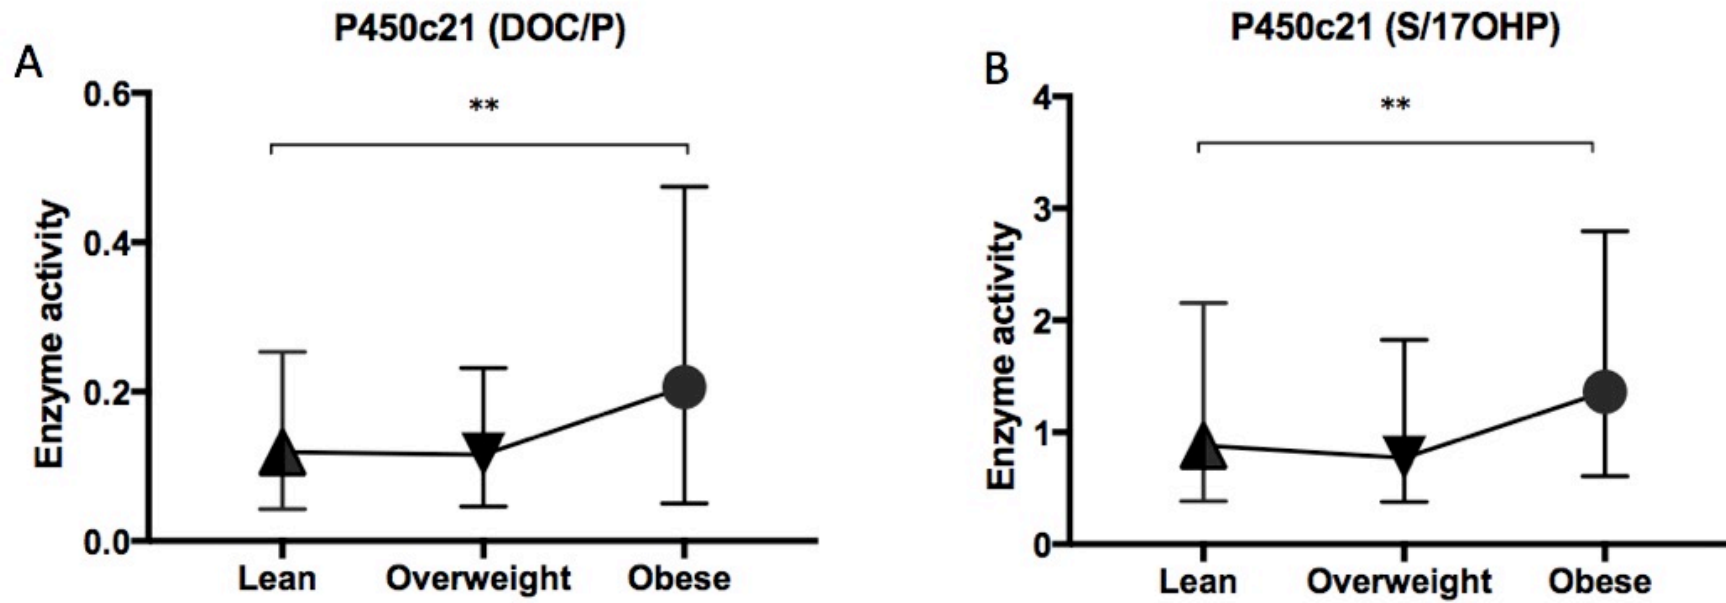 A
P450c21 (DOC/P)
**
Enzyme activity
0.6
0.4
0.2
0.0
Lean Overweight Obese
B
P450c21 (S/17OHP)
**
Enzyme activity
4
3
2
1
0
Lean Overweight Obese